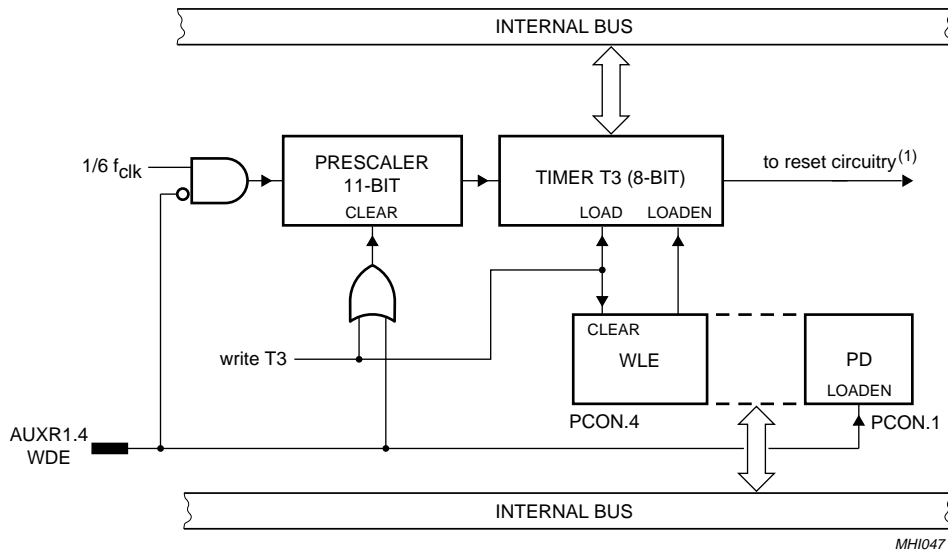 INTERNAL BUS
1/6 fclk
PRESCALER
11-BIT
CLEAR
TIMER T3 (8-BIT)
LOAD LOADEN
to reset circuitry(1)
CLEAR
WLE
PD
LOADEN
write T3
PCON.4
PCON.1
AUXR1.4
WDE
INTERNAL BUS
MHI047